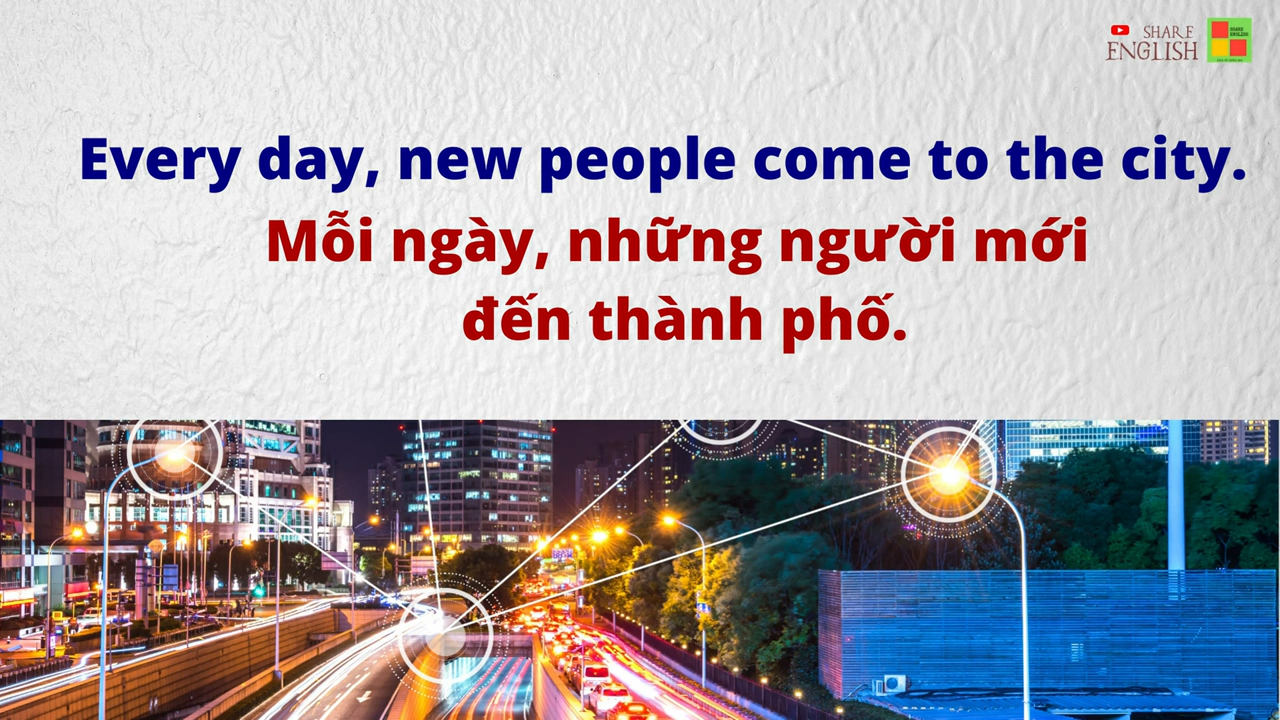 SHARE
ENGLISH
Every day, new people come to the city.
Mỗi ngày, những người mới
đến thành phố.